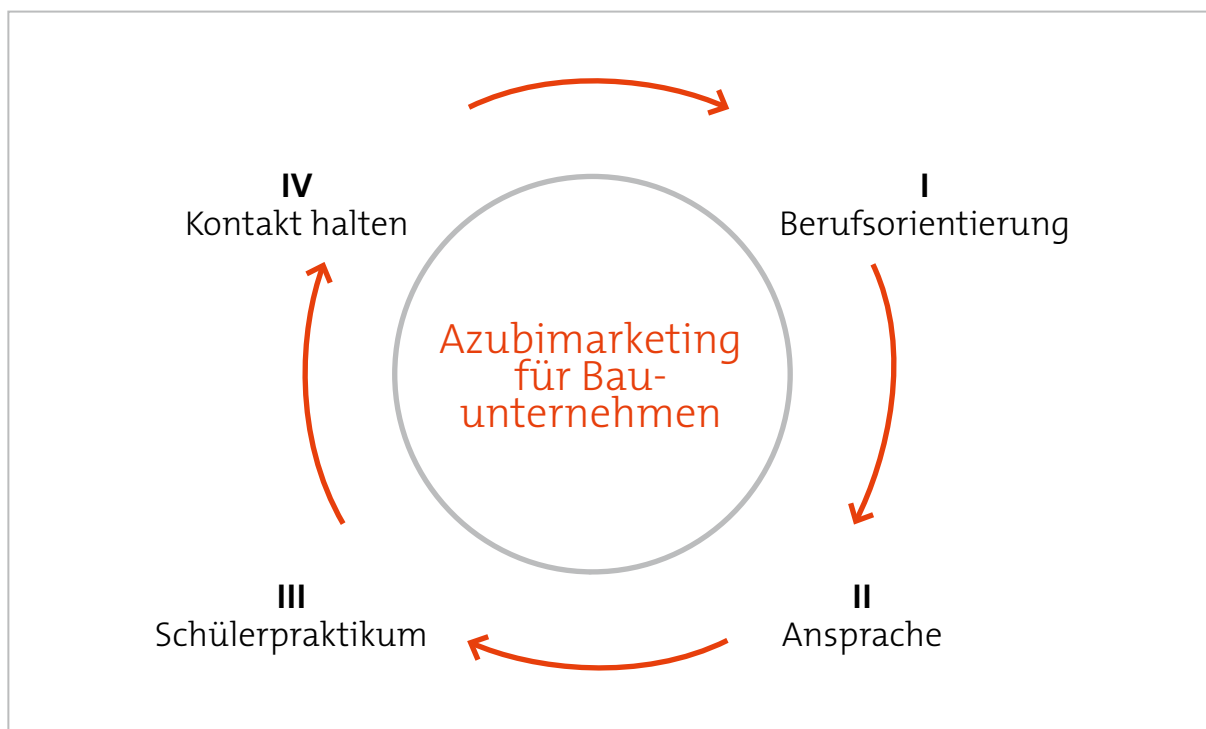 IV
Kontakt halten
I
Berufsorientierung
Azubimarketing
für Bau-
unternehmen
III
Schülerpraktikum
II
Ansprache